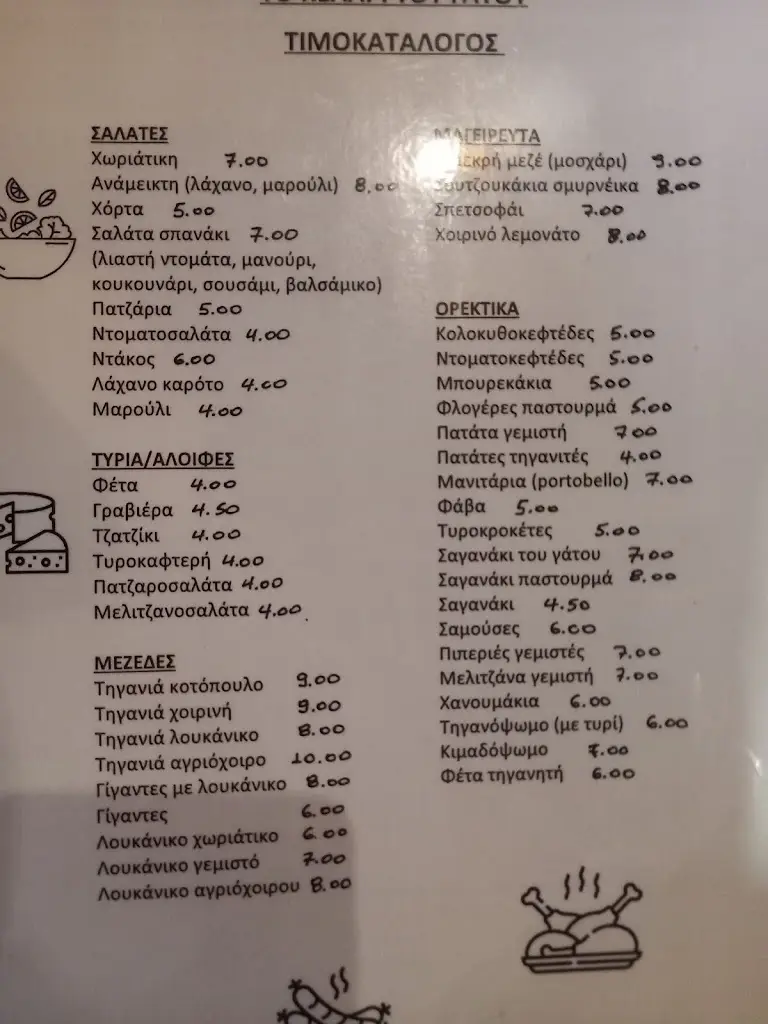 ΤΙΜΟΚΑΤΑΛΟΓΟΣ
ΣΑΛΑΤΕΣ
Χωριάτικη 7.00
Ανάμεικτη (λάχανο, μαρούλι) 8.00
Χόρτα 5.00
Σαλάτα σπανάκι 7.00
(λιαστή ντομάτα, μανούρι,
κουκουνάρι, σουσάμι, βαλσάμικο)
Πατζάρια 5.00
Ντοματοσαλάτα 4.00
Ντάκος 6.00
Λάχανο καρότο 4.00
Μαρούλι 4.00
ΤΥΡΙΑ/ΑΛΟΙΦΕΣ
Φέτα 4.00
Γραβιέρα 4.50
Τζατζίκι 4.00
Τυροκαφτερή 4.00
Πατζαροσαλάτα 4.00
Μελιτζανοσαλάτα 4.00
ΜΕΖΕΔΕΣ
Τηγανιά κοτόπουλο 9.00
Τηγανιά χοιρινή 9.00
Τηγανιά λουκάνικο 8.00
Τηγανιά αγριόχοιρο 10.00
Γίγαντες με λουκάνικο 8.00
Γίγαντες 6.00
Λουκάνικο χωριάτικο 6.00
Λουκάνικο γεμιστό 7.00
Λουκάνικο αγριόχοιρου 8.00
ΜΑΓΕΙΡΕΥΤΑ
μεζέ (μοσχάρι) 9.00
Σουτζουκάκια σμυρνέικα 8.00
Σπετσοφάι 7.00
Χοιρινό λεμονάτο 8.00
ΟΡΕΚΤΙΚΑ
Κολοκυθοκεφτέδες 5.00
Ντοματοκεφτέδες 5.00
Μπουρεκάκια 5.00
Φλογέρες παστουρμά 5.00
Πατάτα γεμιστή 7.00
Πατάτες τηγανιτές 4.00
Μανιτάρια (portobello) 7.00
Φάβα 5.00
Τυροκροκέτες 5.00
Σαγανάκι του γάτου 7.00
Σαγανάκι παστουρμά 8.00
Σαγανάκι 4.50
Σαμούσες 6.00
Πιπεριές γεμιστές 7.00
Μελιτζάνα γεμιστή 7.00
Χανουμάκια 6.00
Τηγανόψωμο (με τυρί) 6.00
Κιμαδόψωμο 7.00
Φέτα τηγανητή 6.00